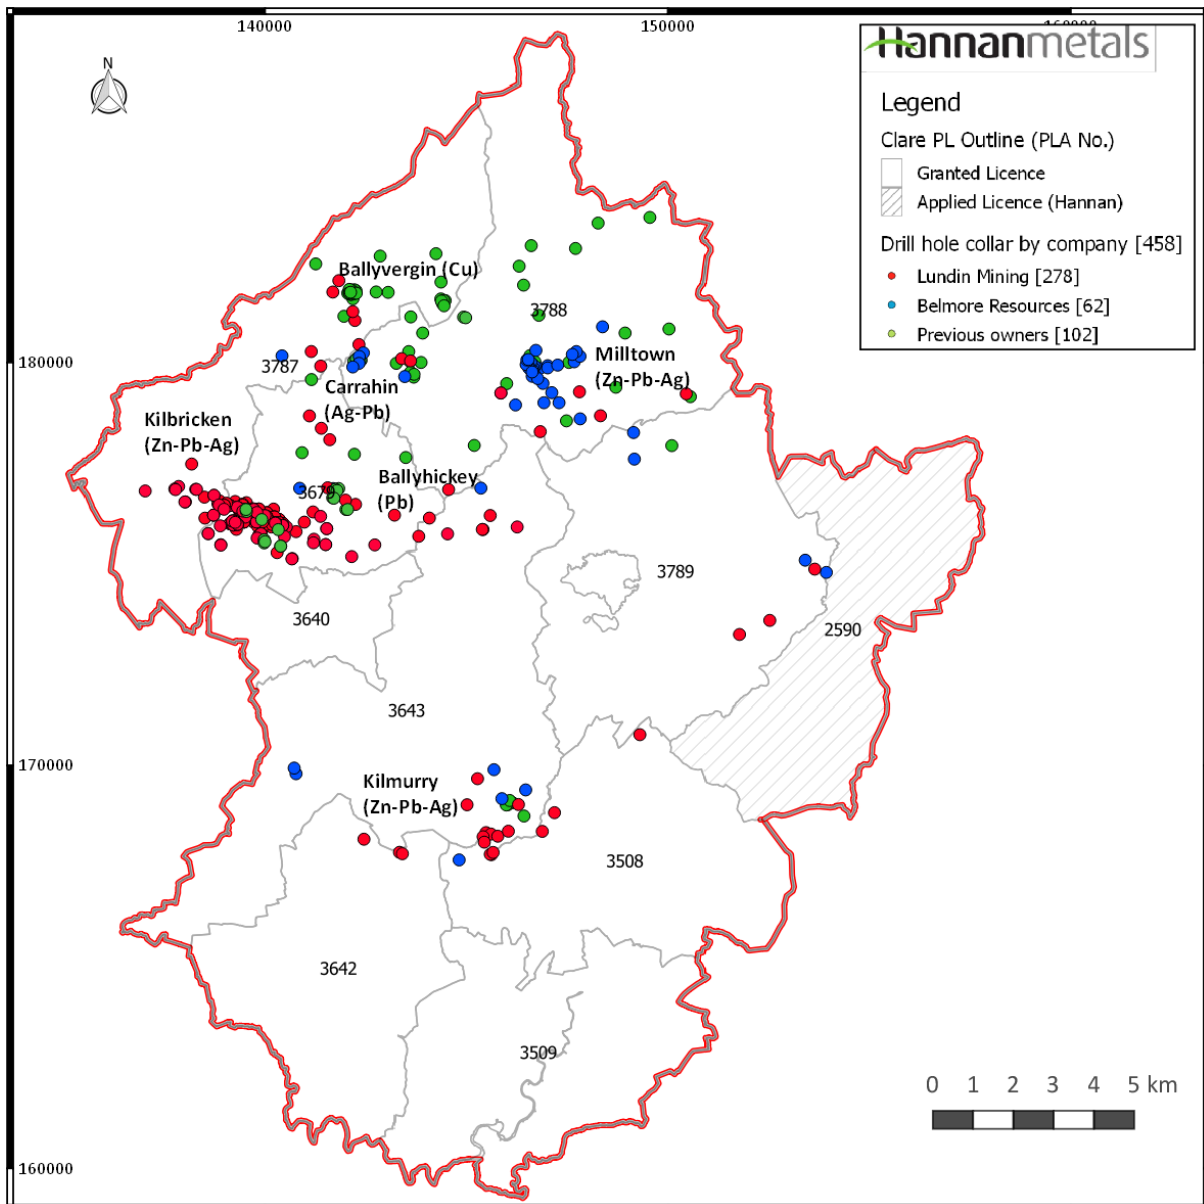 140000
150000
160000
Hannanmetals
N
Legend
Clare PL Outline (PLA No.)
Granted Licence
Applied Licence (Hannan)
Drill hole collar by company [458]
Lundin Mining [278]
Belmore Resources [62]
Previous owners [102]
Ballyvergin (Cu)
3788
180000
3787
Milltown
(Zn-Pb-Ag)
Carrahin
(Ag-Pb)
Kilbricken
(Zn-Pb-Ag)
Ballyhickey
(Pb)
3679
3789
3640
2590
3643
170000
Kilmurry
(Zn-Pb-Ag)
3508
3642
3509
0 1 2 3 4 5 km
160000